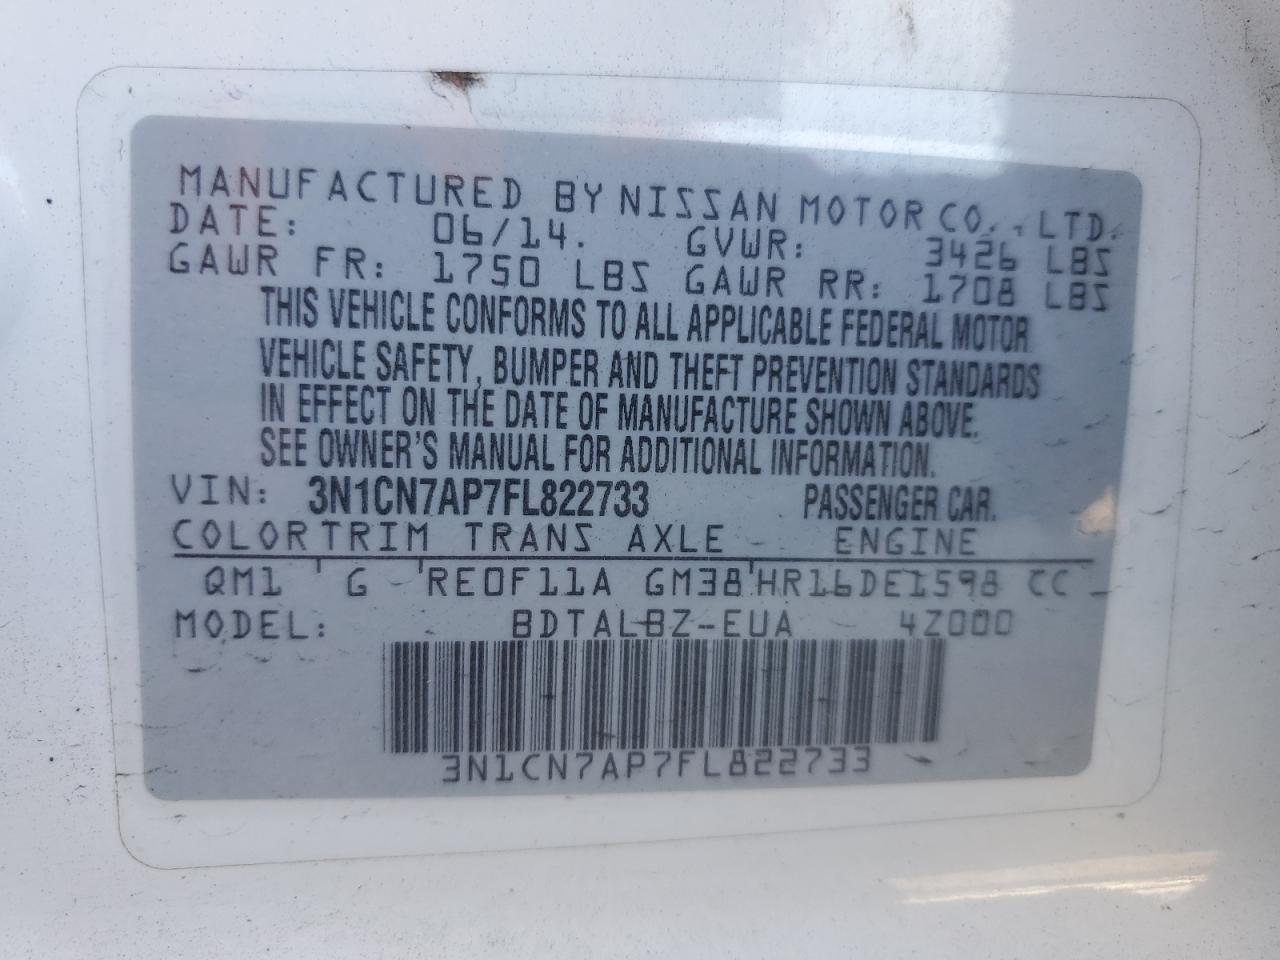 MANUFACTURED BY NISSAN MOTOR CO., LTD.
DATE: 06/14. GVWR: 3426 LBS
GAWR FR: 1750 LBS GAWR RR: 1708 LBS
THIS VEHICLE CONFORMS TO ALL APPLICABLE FEDERAL MOTOR
VEHICLE SAFETY, BUMPER AND THEFT PREVENTION STANDARDS
IN EFFECT ON THE DATE OF MANUFACTURE SHOWN ABOVE.
SEE OWNER'S MANUAL FOR ADDITIONAL INFORMATION.
VIN: 3N1CN7AP7FL822733 PASSENGER CAR.
COLOR TRIM TRANS AXLE ENGINE
QM1 G RE0F11A GM38 HR16DE1598 CC
MODEL: BDTALBZ-EUA 4Z000
3N1CN7AP7FL822733